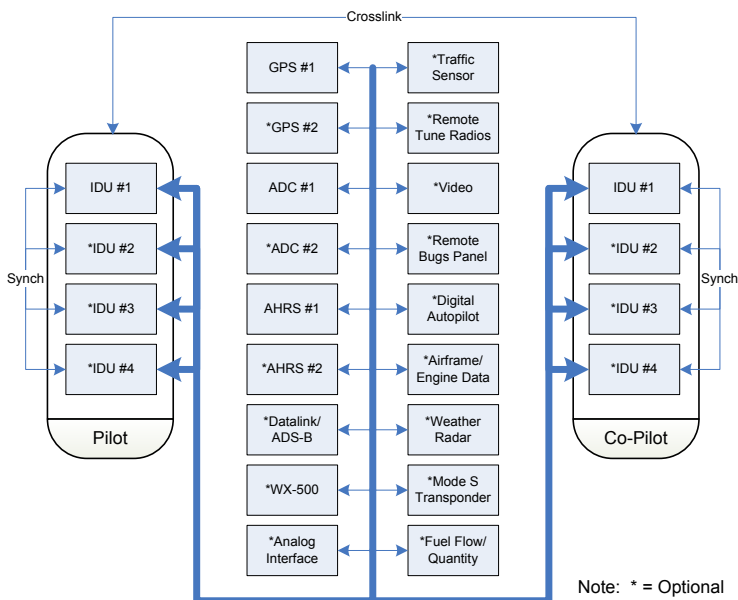 Crosslink
GPS #1
*Traffic
Sensor
*GPS #2
*Remote
Tune Radios
IDU #1
ADC #1
*Video
IDU #1
*IDU #2
*ADC #2
*Remote
Bugs Panel
*IDU #2
Synch
Synch
*IDU #3
AHRS #1
*Digital
Autopilot
*IDU #3
*IDU #4
*AHRS #2
*Airframe/
Engine Data
*IDU #4
Pilot
*Datalink/
ADS-B
*Weather
Radar
Co-Pilot
*WX-500
*Mode S
Transponder
*Analog
Interface
*Fuel Flow/
Quantity
Note: * = Optional